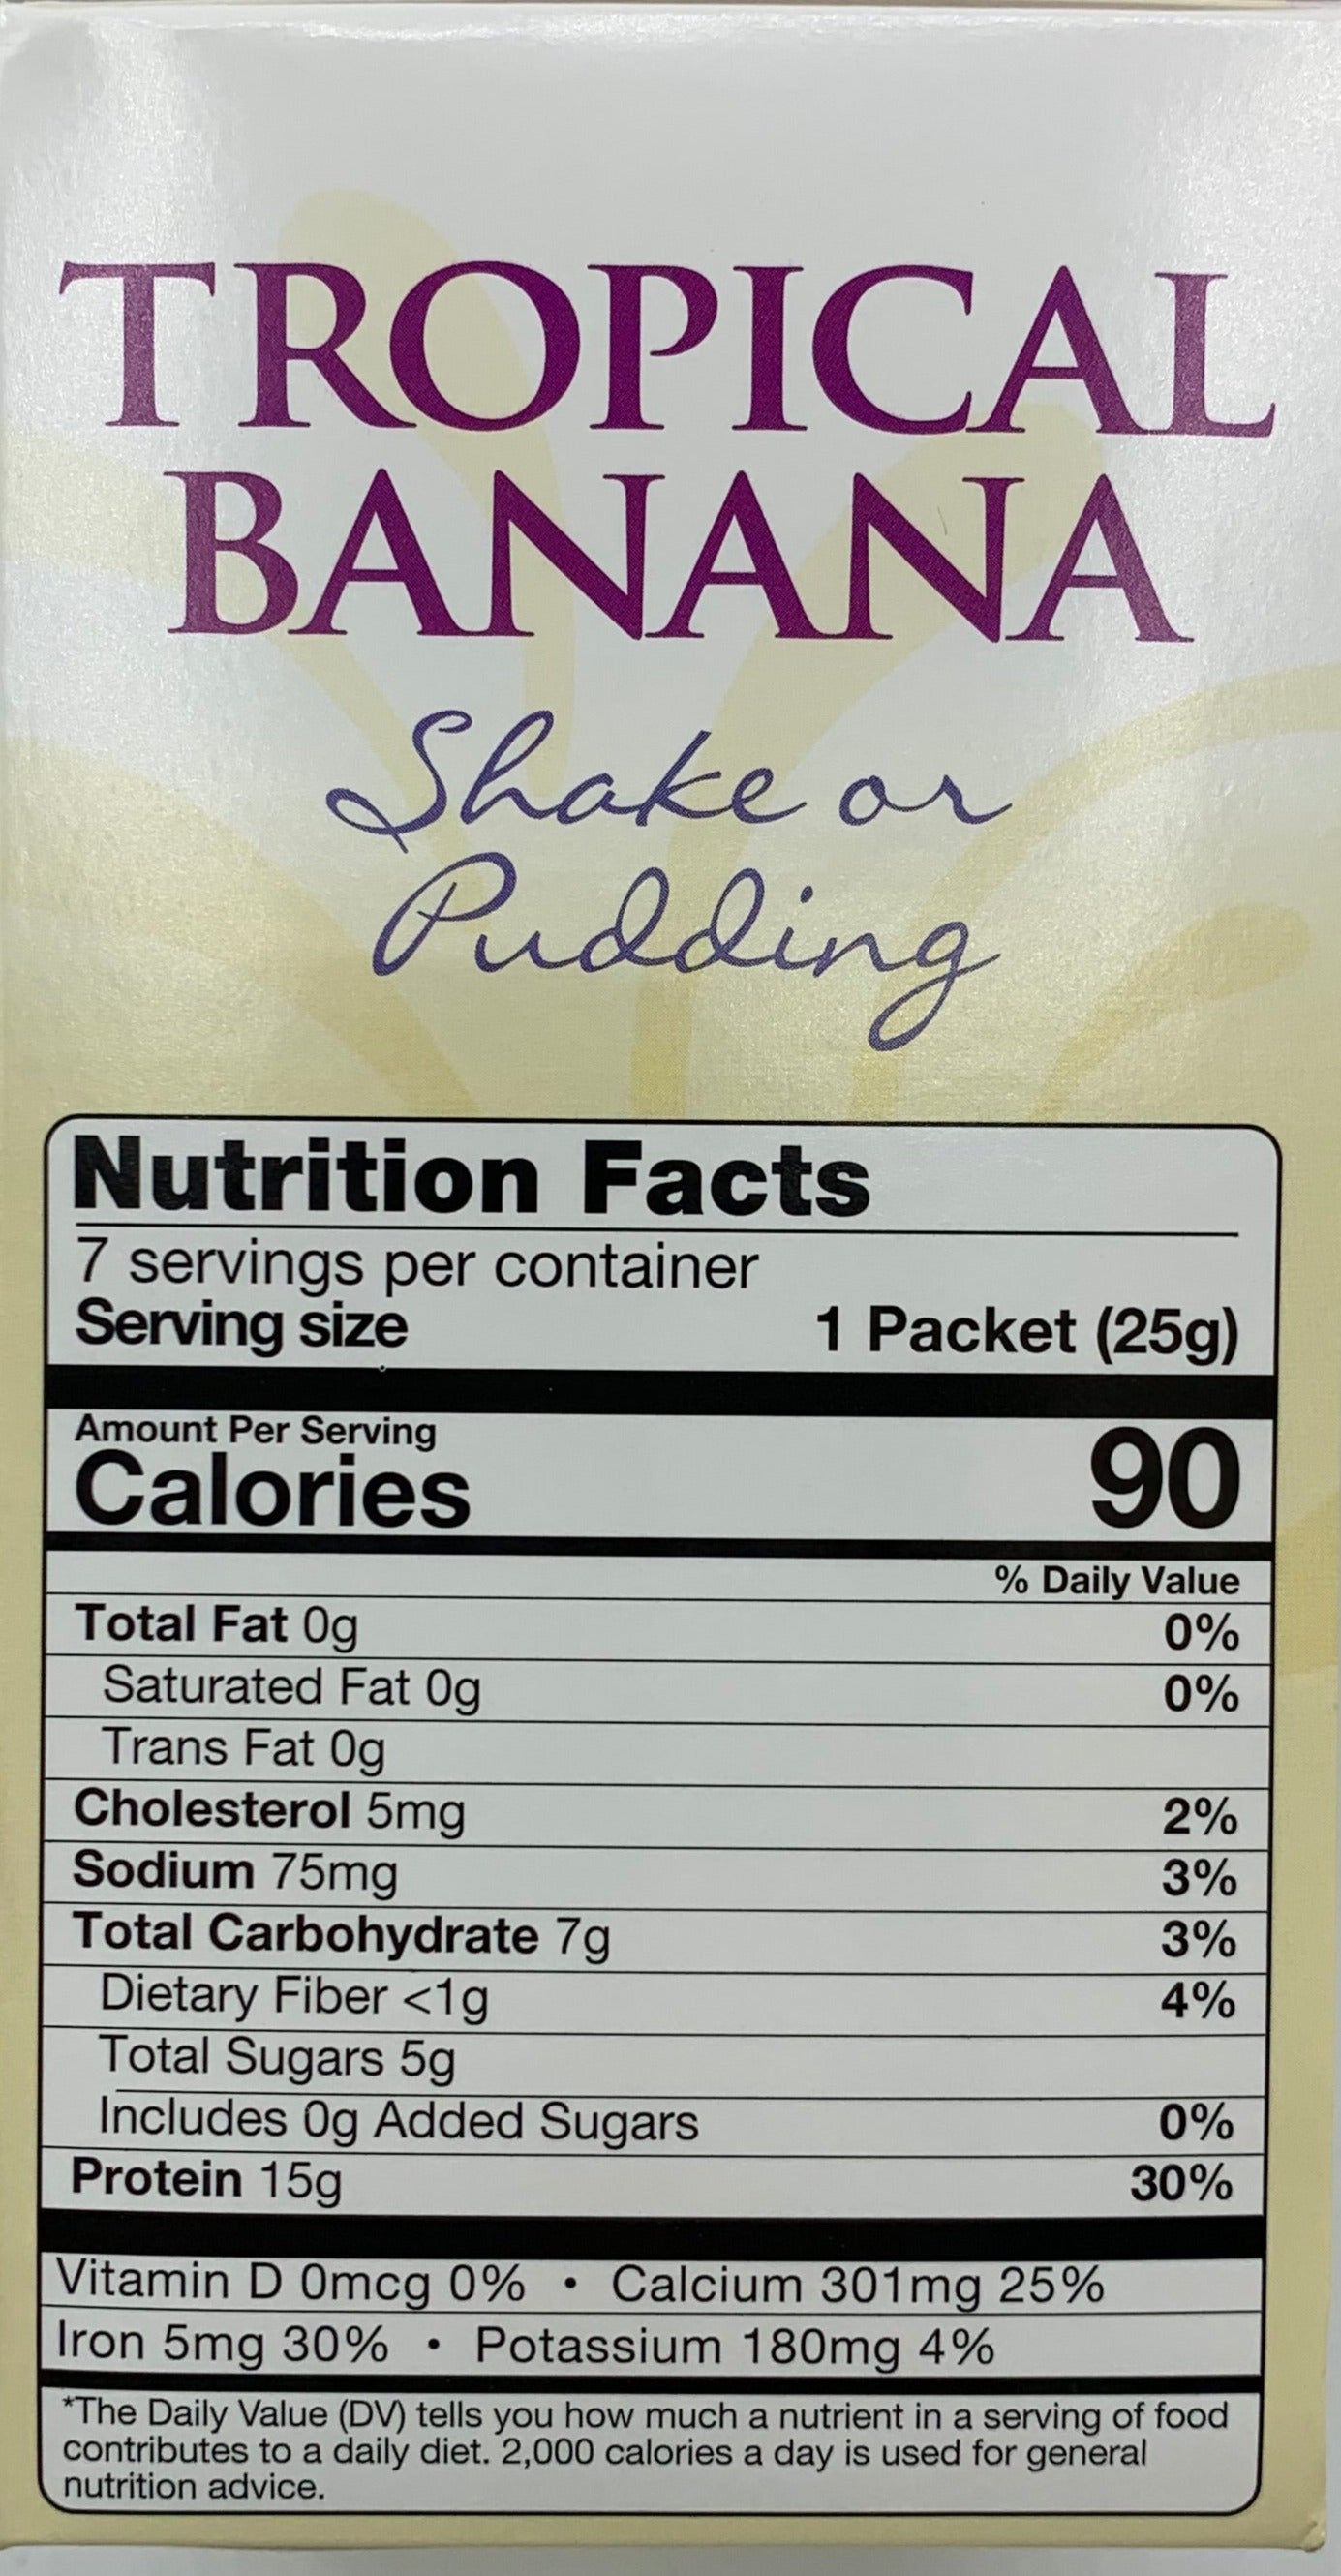 TROPICAL
BANANA
Shake or
Pudding
Nutrition Facts
7 servings per container
Serving size 1 Packet (25g)
Amount Per Serving
Calories 90
% Daily Value
Total Fat 0g 0%
Saturated Fat 0g 0%
Trans Fat 0g
Cholesterol 5mg 2%
Sodium 75mg 3%
Total Carbohydrate 7g 3%
Dietary Fiber <1g 4%
Total Sugars 5g
Includes 0g Added Sugars 0%
Protein 15g 30%
Vitamin D 0mcg 0% • Calcium 301mg 25%
Iron 5mg 30% • Potassium 180mg 4%
*The Daily Value (DV) tells you how much a nutrient in a serving of food
contributes to a daily diet. 2,000 calories a day is used for general
nutrition advice.